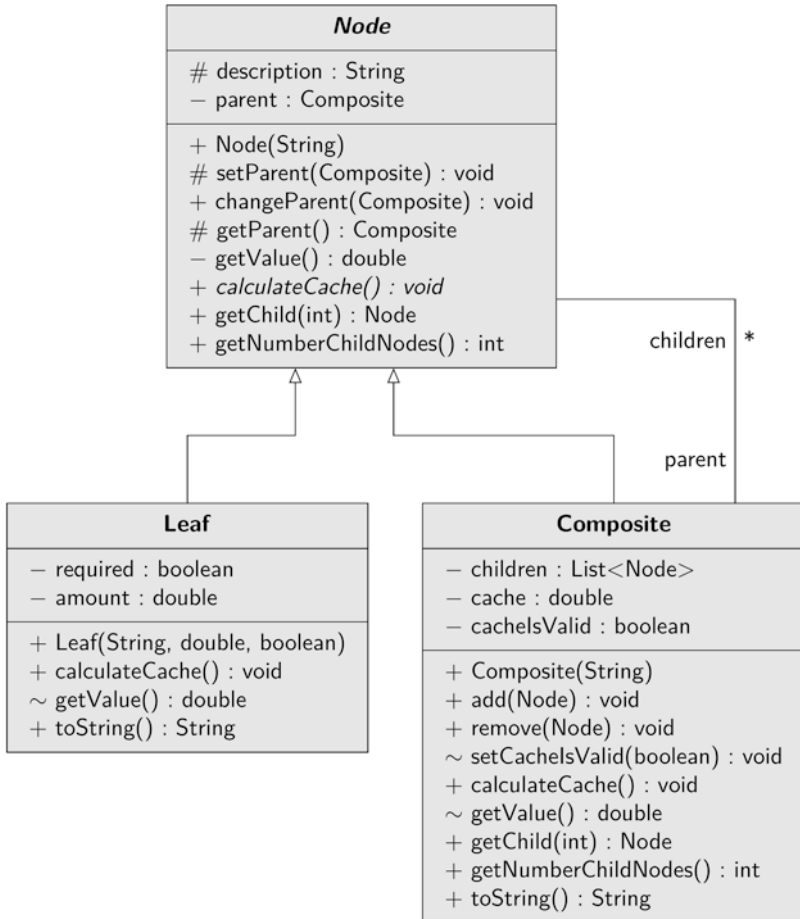 Node
# description : String
− parent : Composite
+ Node(String)
# setParent(Composite) : void
+ changeParent(Composite) : void
# getParent() : Composite
− getValue() : double
+ calculateCache() : void
+ getChild(int) : Node
+ getNumberChildNodes() : int
children *
parent
Leaf
− required : boolean
− amount : double
+ Leaf(String, double, boolean)
+ calculateCache() : void
~ getValue() : double
+ toString() : String
Composite
− children : List<Node>
− cache : double
− cacheIsValid : boolean
+ Composite(String)
+ add(Node) : void
+ remove(Node) : void
~ setCacheIsValid(boolean) : void
+ calculateCache() : void
~ getValue() : double
+ getChild(int) : Node
+ getNumberChildNodes() : int
+ toString() : String